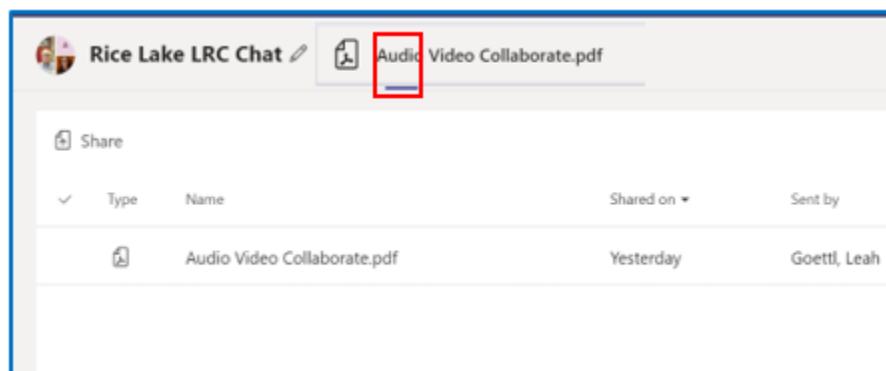 Rice Lake LRC Chat Audio Video Collaborate.pdf
Share
Type Name Shared on Sent by
Audio Video Collaborate.pdf Yesterday Goettl, Leah